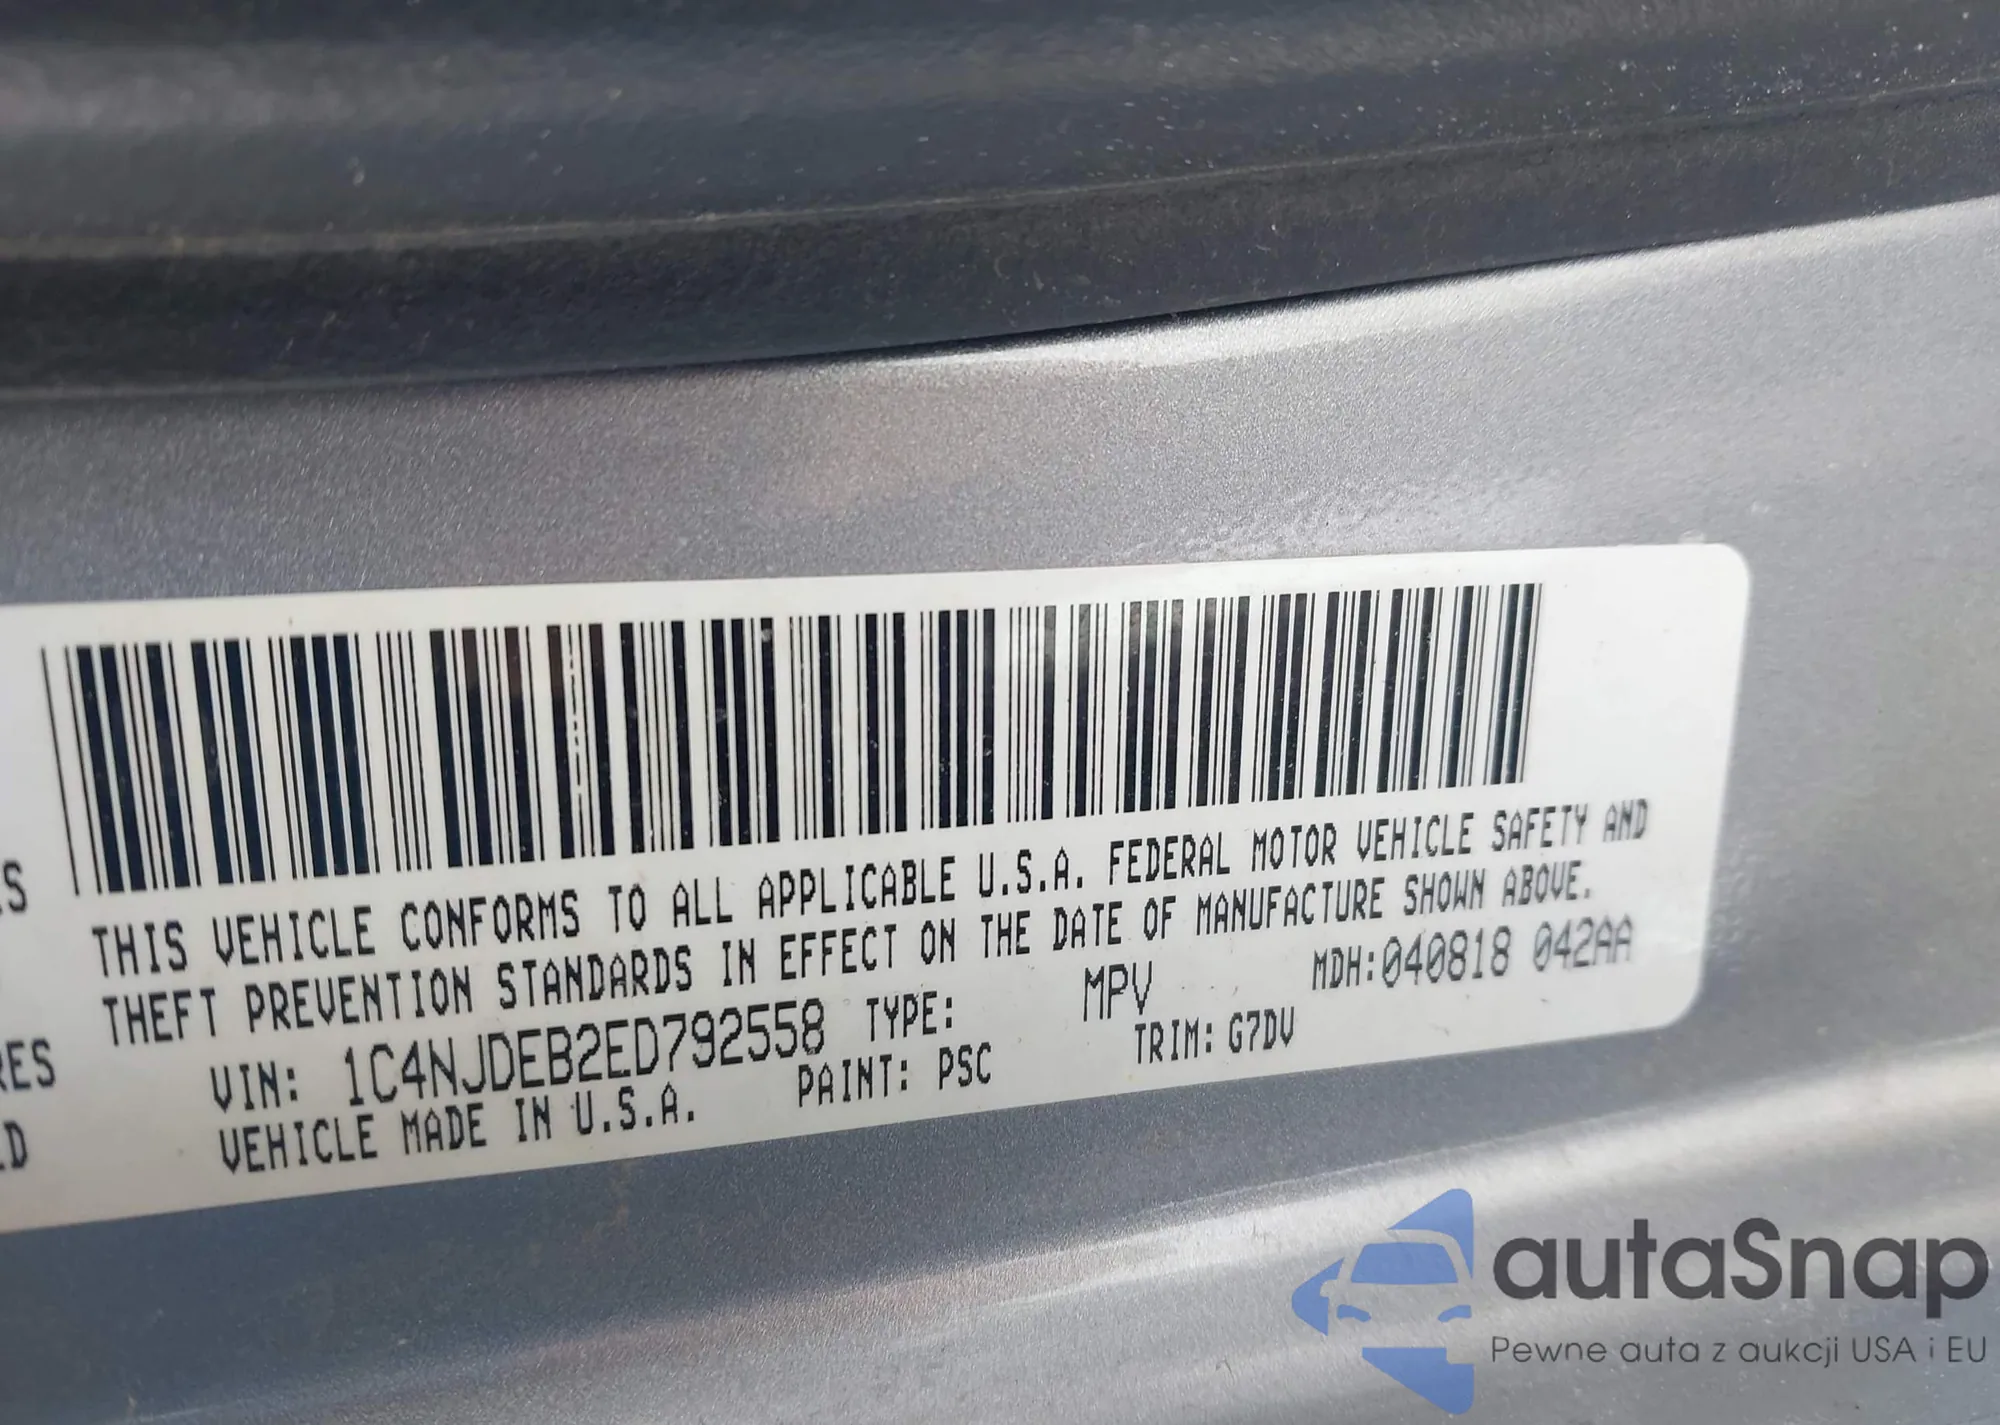 THIS VEHICLE CONFORMS TO ALL APPLICABLE U.S.A. FEDERAL MOTOR VEHICLE SAFETY AND
THEFT PREVENTION STANDARDS IN EFFECT ON THE DATE OF MANUFACTURE SHOWN ABOVE.
VIN: 1C4NJDEB2ED792558 TYPE: MPV MDH:040818 042AA
VEHICLE MADE IN U.S.A. PAINT: PSC TRIM: G7DV
autaSnap
Pewne auta z aukcji USA i EU